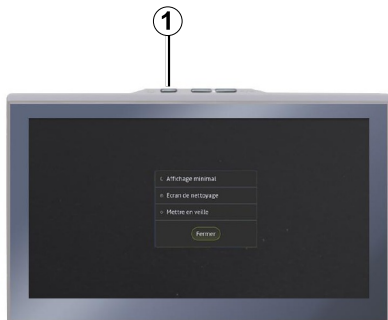 1
Affichage minimal
Ecran de nettoyage
Mettre en veille
Fermer